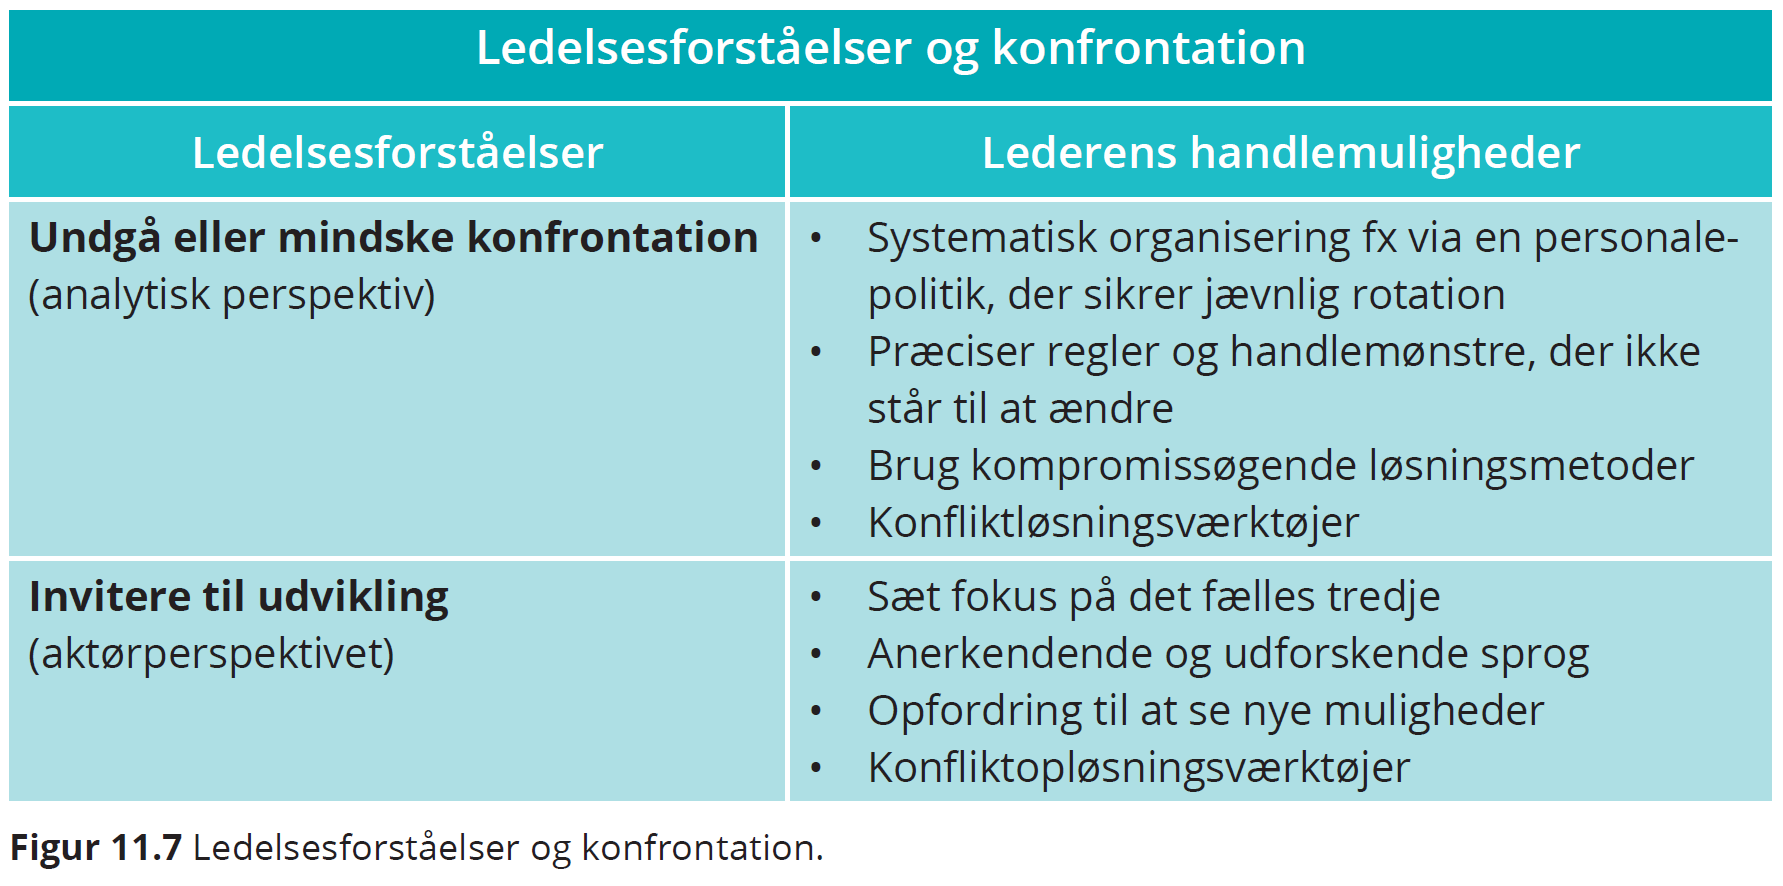 Ledelsesforståelser og konfrontation
Ledelsesforståelser
Lederens handlemuligheder
Undgå eller mindske konfrontation
(analytisk perspektiv)
• Systematisk organisering fx via en personale-
politik, der sikrer jævnlig rotation
• Præciser regler og handlemønstre, der ikke
står til at ændre
• Brug kompromissøgende løsningsmetoder
• Konfliktløsningsværktøjer
Invitere til udvikling
(aktørperspektivet)
• Sæt fokus på det fælles tredje
• Anerkendende og udforskende sprog
• Opfordring til at se nye muligheder
• Konfliktopløsningsværktøjer
Figur 11.7 Ledelsesforståelser og konfrontation.